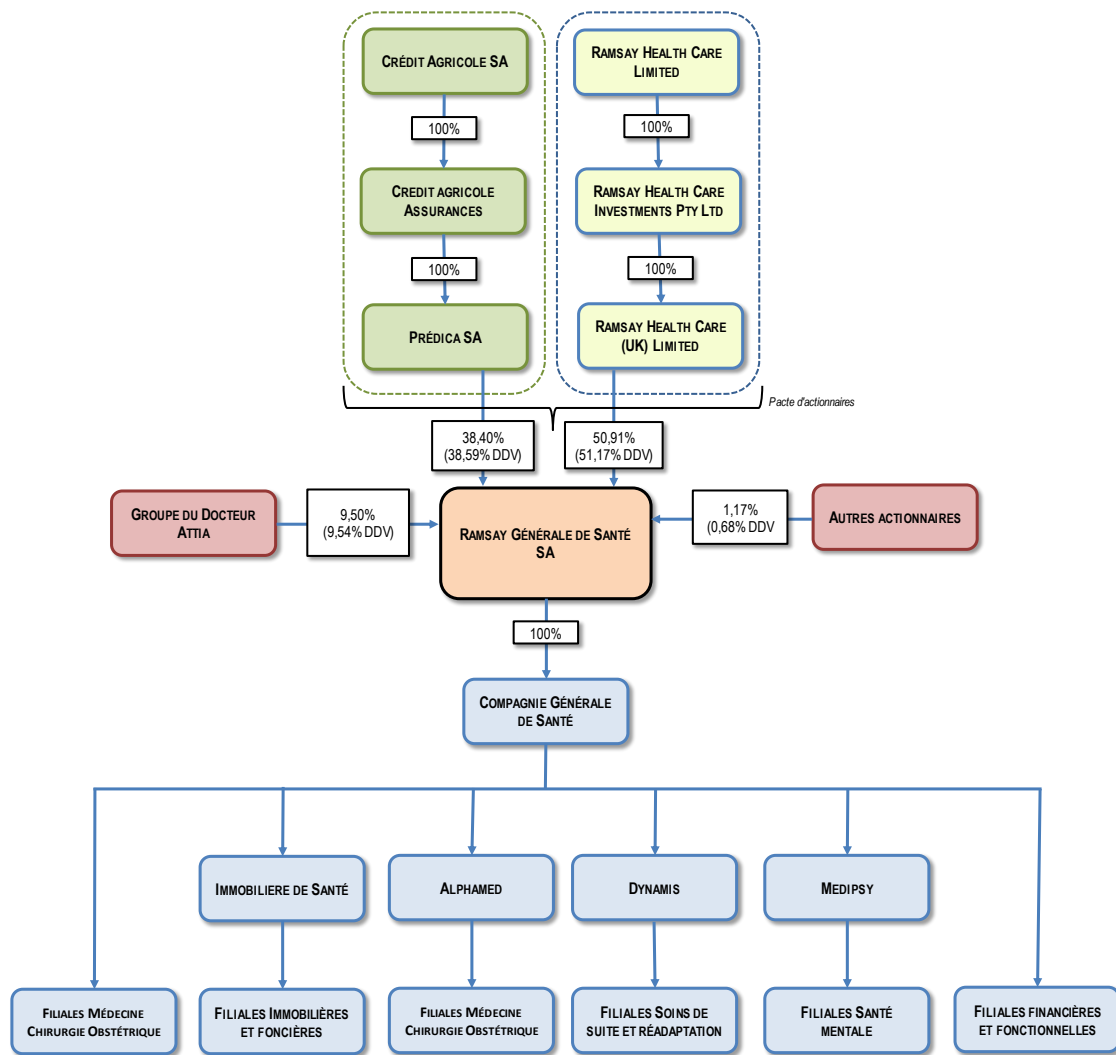 CRÉDIT AGRICOLE SA
RAMSAY HEALTH CARE
LIMITED
100%
100%
CREDIT AGRICOLE
ASSURANCES
RAMSAY HEALTH CARE
INVESTMENTS PTY LTD
100%
100%
PRÉDICA SA
RAMSAY HEALTH CARE
(UK) LIMITED
Pacte d'actionnaires
38,40%
(38,59% DDV)
50,91%
(51,17% DDV)
GROUPE DU DOCTEUR
ATTIA
9,50%
(9,54% DDV)
RAMSAY GÉNÉRALE DE SANTÉ
SA
1,17%
(0,68% DDV
AUTRES ACTIONNAIRES
100%
COMPAGNIE GÉNÉRALE
DE SANTÉ
IMMOBILIERE DE SANTÉ
ALPHAMED
DYNAMIS
MEDIPSY
FILIALES MÉDECINE
CHIRURGIE OBSTÉTRIQUE
FILIALES IMMOBILIÈRES
ET FONCIÈRES
FILIALES MÉDECINE
CHIRURGIE OBSTÉTRIQUE
FILIALES SOINS DE
SUITE ET RÉADAPTATION
FILIALES SANTÉ
MENTALE
FILIALES FINANCIÈRES
ET FONCTIONNELLES